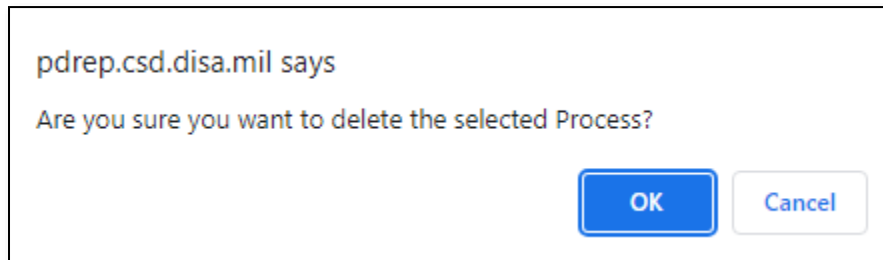 pdrep.csd.disa.mil says
Are you sure you want to delete the selected Process?
OK
Cancel